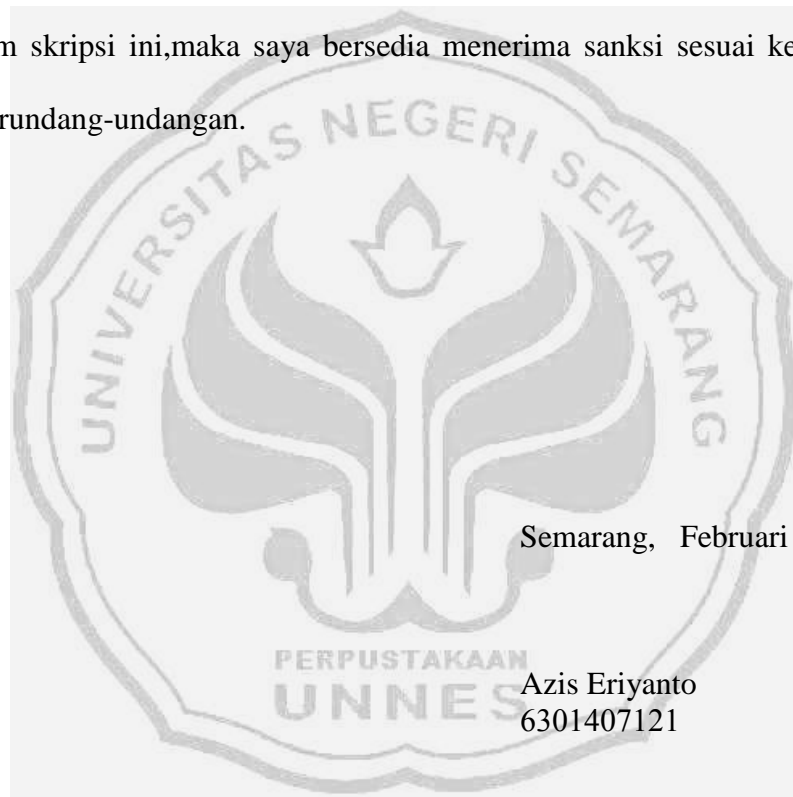 m skripsi ini,maka saya bersedia menerima sanksi sesuai ke
rundang-undangan.
UNIVERSITAS NEGERI SEMARANG
Semarang, Februari
PERPUSTAKAAN
UNNES
Azis Eriyanto
6301407121